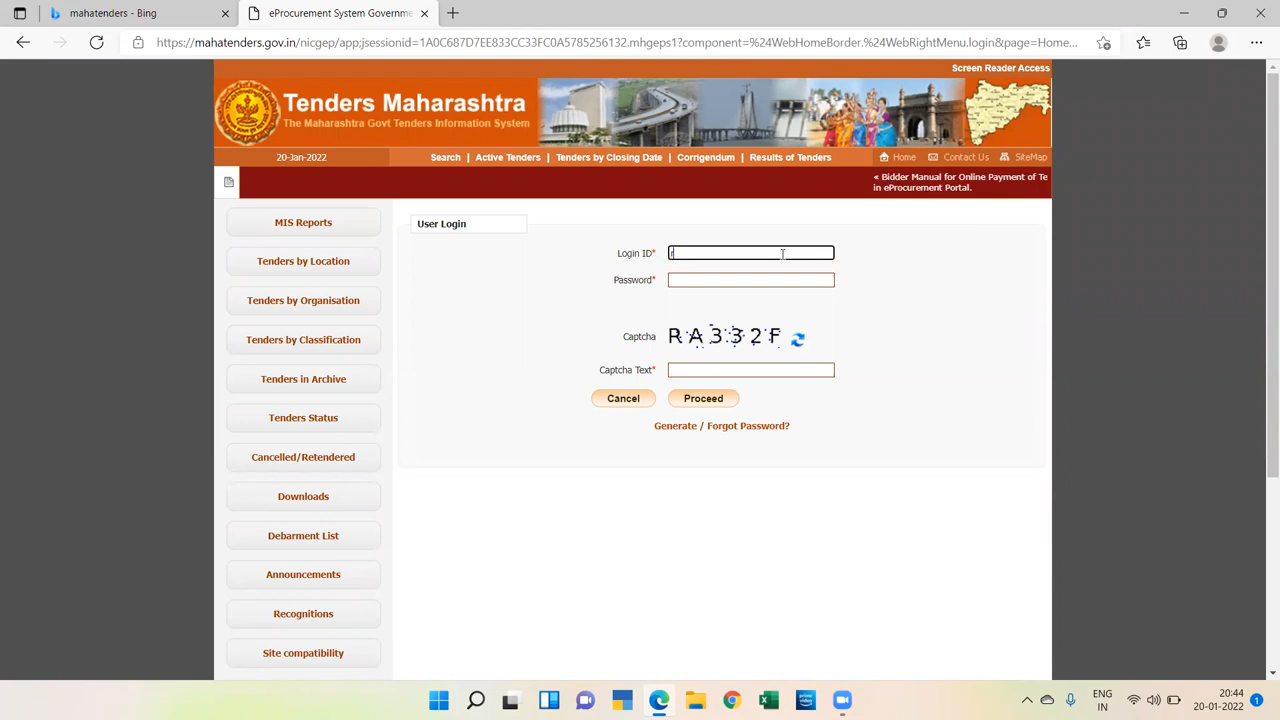 mahatenders - Bing
eProcurement System Governme
https://mahatenders.gov.in/nicgep/app;jsessionid=1A0C687D7EE833CC33FC0A5785256132.mhgeps1?component=%24WebHomeBorder.%24WebRightMenu.login&page=Home...
Screen Reader Access
Tenders Maharashtra
The Maharashtra Govt Tenders Information System
20-Jan-2022
Search | Active Tenders | Tenders by Closing Date | Corrigendum | Results of Tenders
Home Contact Us SiteMap
« Bidder Manual for Online Payment of Te
in eProcurement Portal.
MIS Reports
Tenders by Location
Tenders by Organisation
Tenders by Classification
Tenders in Archive
Tenders Status
Cancelled/Retendered
Downloads
Debarment List
Announcements
Recognitions
Site compatibility
User Login
Login ID* r
Password*
Captcha RA332F
Captcha Text*
Cancel Proceed
Generate / Forgot Password?
prime video
ENG
IN
20:44
20-01-2022
1